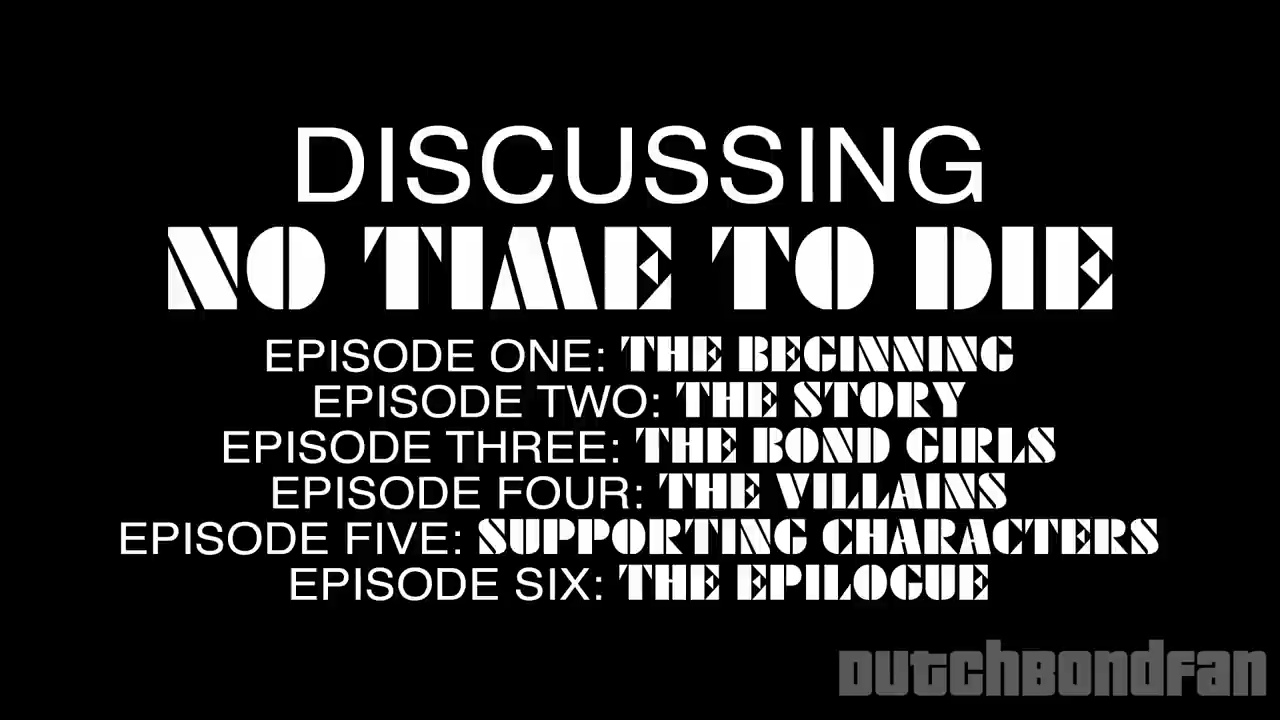 DISCUSSING
NO TIME TO DIE
EPISODE ONE: THE BEGINNING
EPISODE TWO: THE STORY
EPISODE THREE: THE BOND GIRLS
EPISODE FOUR: THE VILLAINS
EPISODE FIVE: SUPPORTING CHARACTERS
EPISODE SIX: THE EPILOGUE
DUTCHBONDFAN